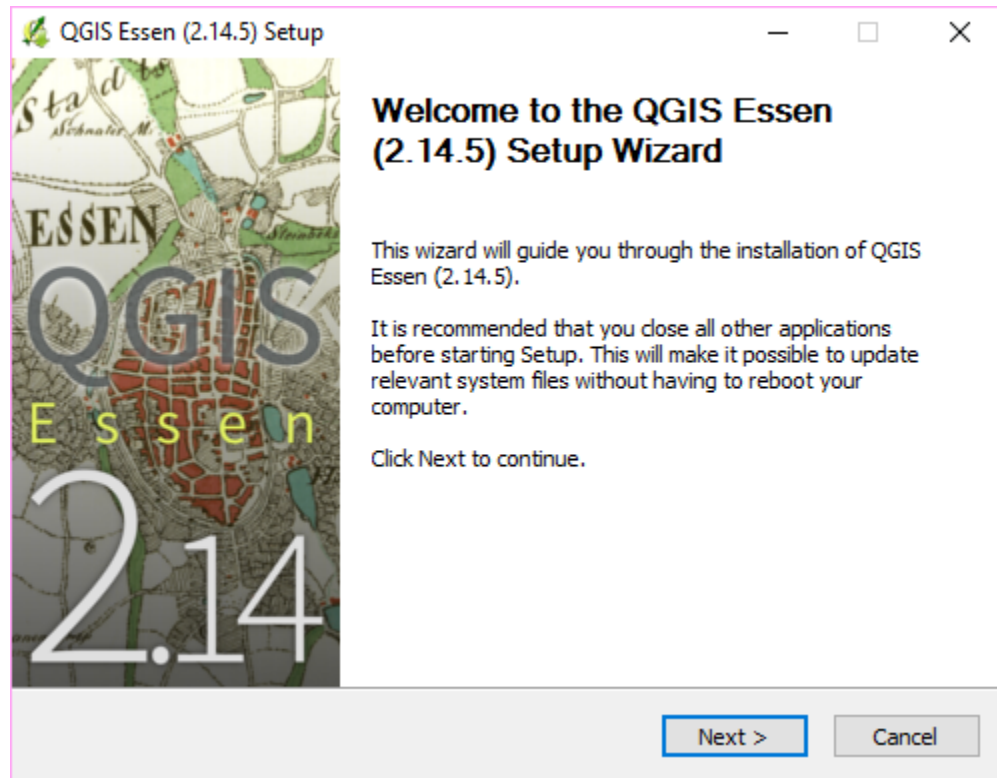 QGIS Essen (2.14.5) Setup
Stadts
Schnaler M.
ESSEN
QGIS
Essen
2.14
Welcome to the QGIS Essen
(2.14.5) Setup Wizard
This wizard will guide you through the installation of QGIS
Essen (2.14.5).
It is recommended that you close all other applications
before starting Setup. This will make it possible to update
relevant system files without having to reboot your
computer.
Click Next to continue.
Next >
Cancel